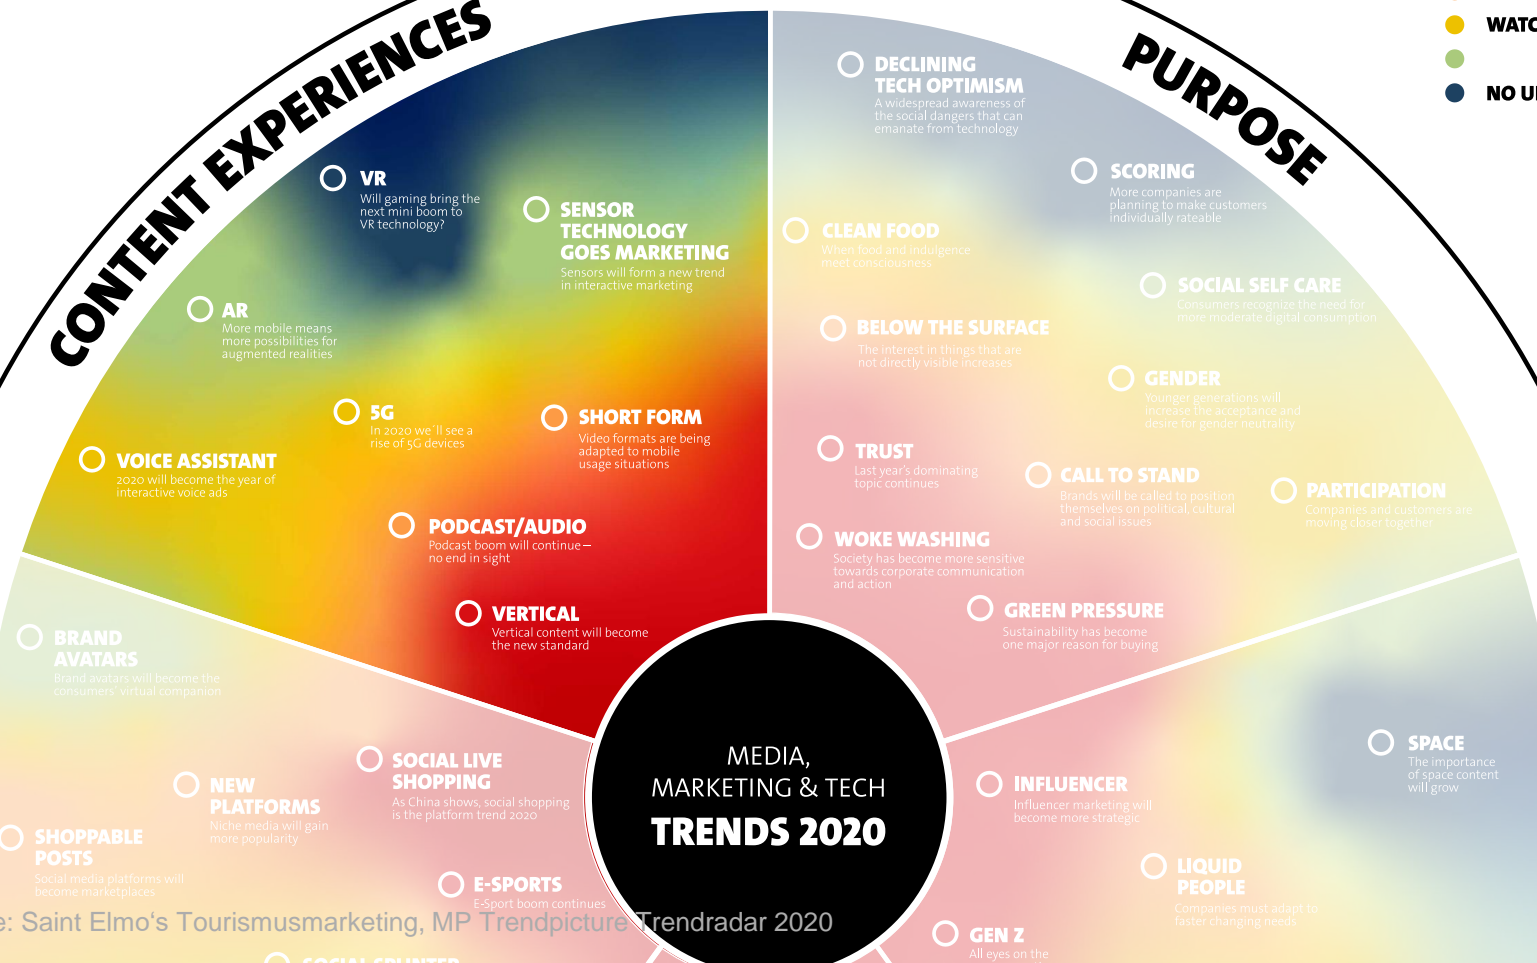 CONTENT EXPERIENCES
PURPOSE
NO
VR
Will gaming bring the
next mini boom to
VR technology?
SENSOR
TECHNOLOGY
GOES MARKETING
Sensors will form a new trend
in interactive marketing
AR
More mobile means
more possibilities for
augmented realities
5G
In 2020 we´ll see a
rise of 5G devices
SHORT FORM
Video formats are being
adapted to mobile
usage situations
VOICE ASSISTANT
2020 will become the year of
interactive voice ads
PODCAST/AUDIO
Podcast boom will continue –
no end in sight
VERTICAL
Vertical content will become
the new standard
DECLINING
TECH OPTIMISM
A widespread awareness of
the social dangers that can
emanate from technology
SCORING
More companies are
planning to make customers
individually rateable
CLEAN FOOD
When food and indulgence
meet consciousness
SOCIAL SELF CARE
Consumers recognize the need for
more moderate digital consumption
BELOW THE SURFACE
The interest in things that are
not directly visible increases
GENDER
Younger generations will
increase the acceptance and
desire for gender neutrality
TRUST
Last year's dominating
topic continues
CALL TO STAND
Brands will be called to position
themselves on political, cultural
and social issues
PARTICIPATION
Companies and customers are
moving closer together
WOKE WASHING
Society has become more sensitive
towards corporate communication
and action
GREEN PRESSURE
Sustainability has become
one major reason for buying
BRAND
AVATARS
Brand avatars will become the
consumers' virtual companion
SOCIAL LIVE
SHOPPING
As China shows, social shopping
is the platform trend 2020
NEW
PLATFORMS
Niche media will gain
more popularity
SHOPPABLE
POSTS
Social media platforms will
become marketplaces
E-SPORTS
E-Sport boom continues
MEDIA,
MARKETING & TECH
TRENDS 2020
SPACE
The importance
of space content
will grow
INFLUENCER
Influencer marketing will
become more strategic
LIQUID
PEOPLE
Companies must adapt to
faster changing needs
GEN Z
All eyes on the
e: Saint Elmo‘s Tourismusmarketing, MP Trendpicture Trendradar 2020
SOCIAL SPLINTER